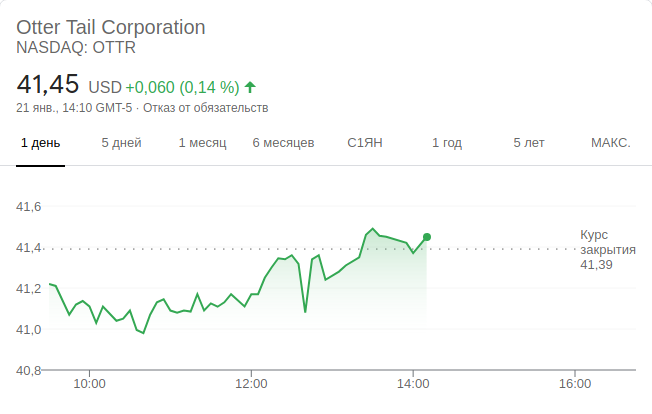 Otter Tail Corporation
NASDAQ: OTTR
41,45 USD +0,060 (0,14 %)
21 янв., 14:10 GMT-5 · Отказ от обязательств
1 день 5 дней 1 месяц 6 месяцев С1ЯН 1 год 5 лет МАКС.
41,6
41,4
41,2
41,0
40,8
Курс
закрытия
41,39
10:00 12:00 14:00 16:00